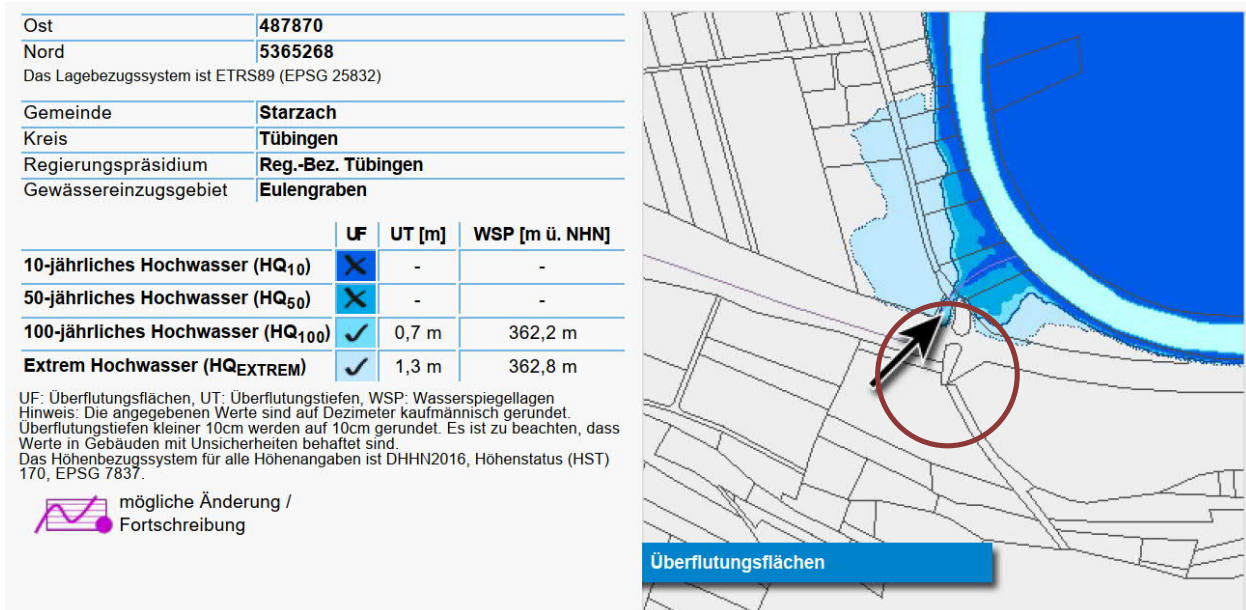 Ost 487870
Nord 5365268
Das Lagebezugssystem ist ETRS89 (EPSG 25832)
Gemeinde Starzach
Kreis Tübingen
Regierungspräsidium Reg.-Bez. Tübingen
Gewässereinzugsgebiet Eulengraben
UF UT [m] WSP [m ü. NHN]
10-jährliches Hochwasser (HQ10) - -
50-jährliches Hochwasser (HQ50) - -
100-jährliches Hochwasser (HQ100) 0,7 m 362,2 m
Extrem Hochwasser (HQEXTREM) 1,3 m 362,8 m
UF: Überflutungsflächen, UT: Überflutungstiefen, WSP: Wasserspiegellagen
Hinweis: Die angegebenen Werte sind auf Dezimeter kaufmännisch gerundet.
Überflutungstiefen kleiner 10cm werden auf 10cm gerundet. Es ist zu beachten, dass
Werte in Gebäuden mit Unsicherheiten behaftet sind.
Das Höhenbezugssystem für alle Höhenangaben ist DHHN2016, Höhenstatus (HST)
170, EPSG 7837.
mögliche Änderung /
Fortschreibung
Überflutungsflächen